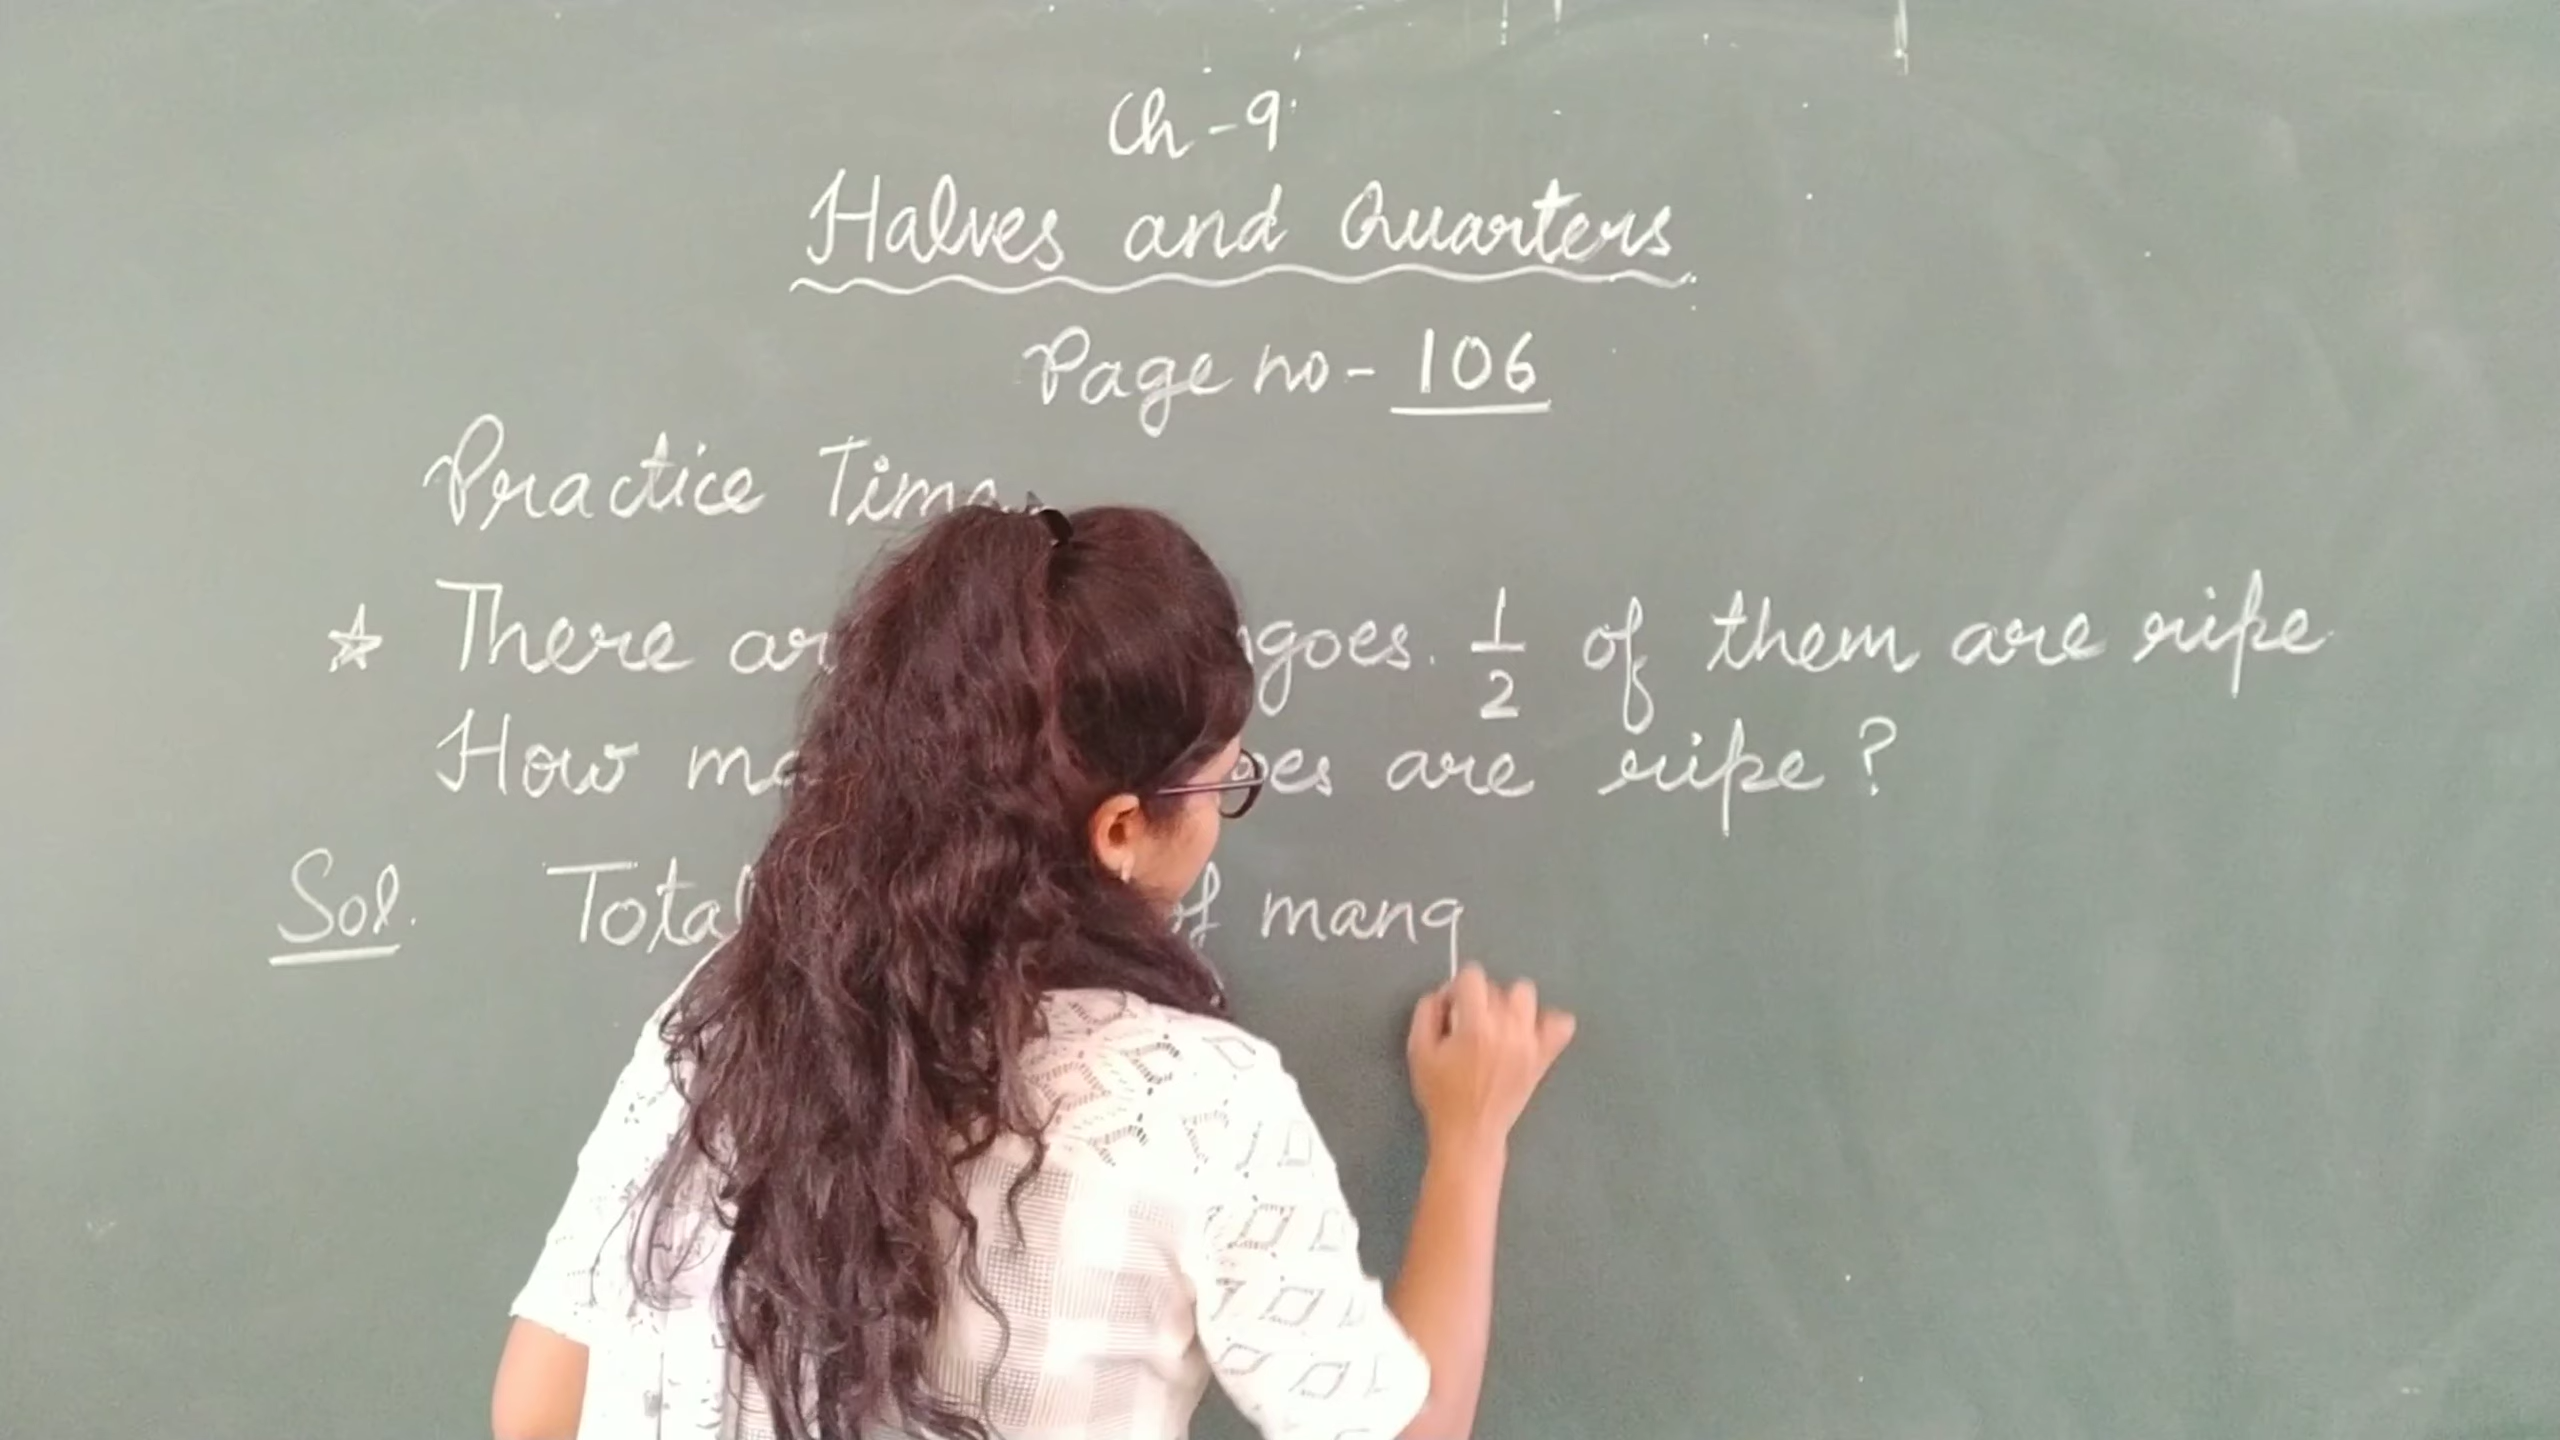 Ch-9
Halves and Quarters
Page no - 106
Practice Time
☆ There ar goes. 1/2 of them are ripe
How ma oes are ripe?
Sol. Total of mang